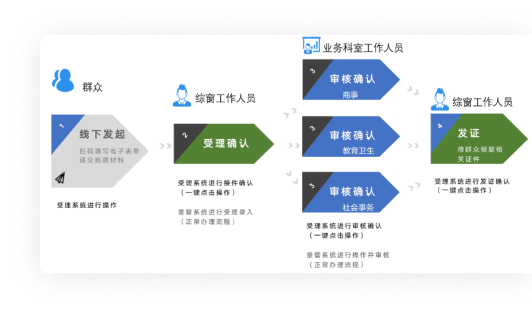 群众
1
线下发起
扫码填写电子表单
递交纸质材料
受理系统进行操作
综窗工作人员
2
受理确认
受理系统进行接件确认
（一键点击操作）
垂管系统进行受理录入
（正常办理流程）
业务科室工作人员
3
审核确认
商事
3
审核确认
教育卫生
3
审核确认
社会事务
受理系统进行审核确认
（一键点击操作）
垂管系统进行操作并审核
（正常办理流程）
综窗工作人员
4
发证
待群众领取相
关证件
受理系统进行发证确认
（一键点击操作）